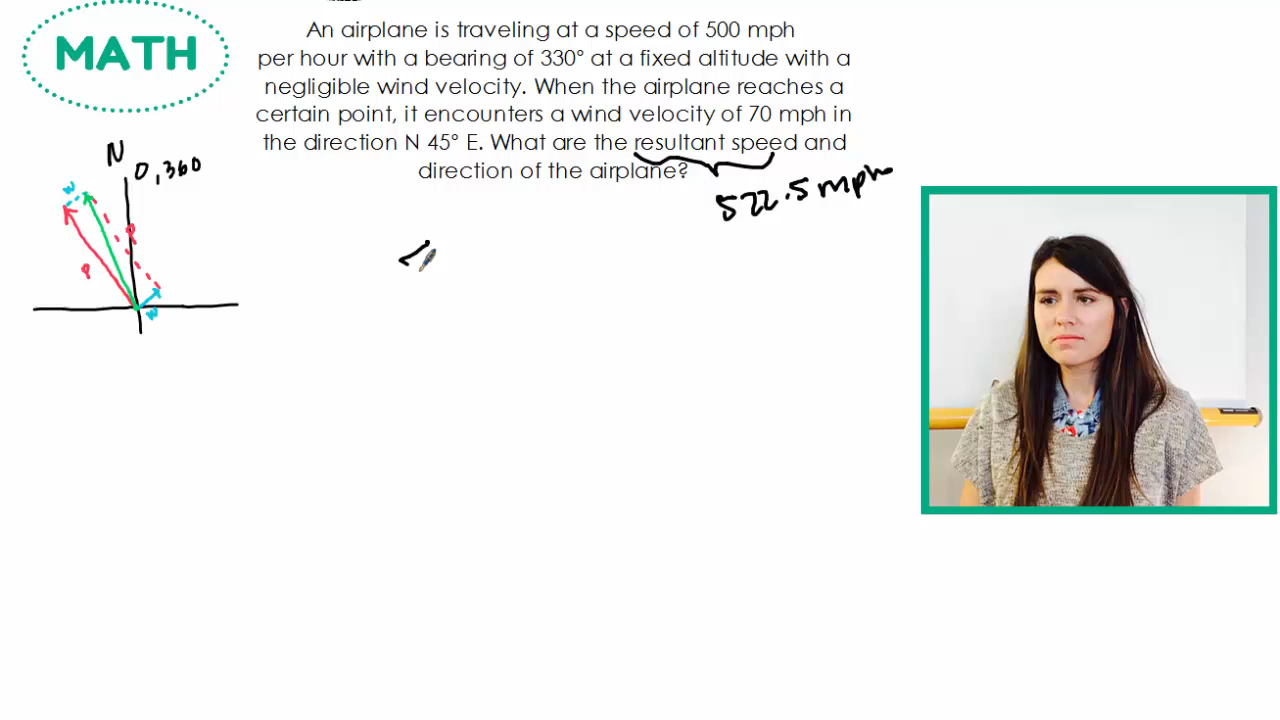 MATH
An airplane is traveling at a speed of 500 mph
per hour with a bearing of 330° at a fixed altitude with a
negligible wind velocity. When the airplane reaches a
certain point, it encounters a wind velocity of 70 mph in
the direction N 45° E. What are the resultant speed and
direction of the airplane?
522.5 mph
N
0, 360
w
P
P
w
<